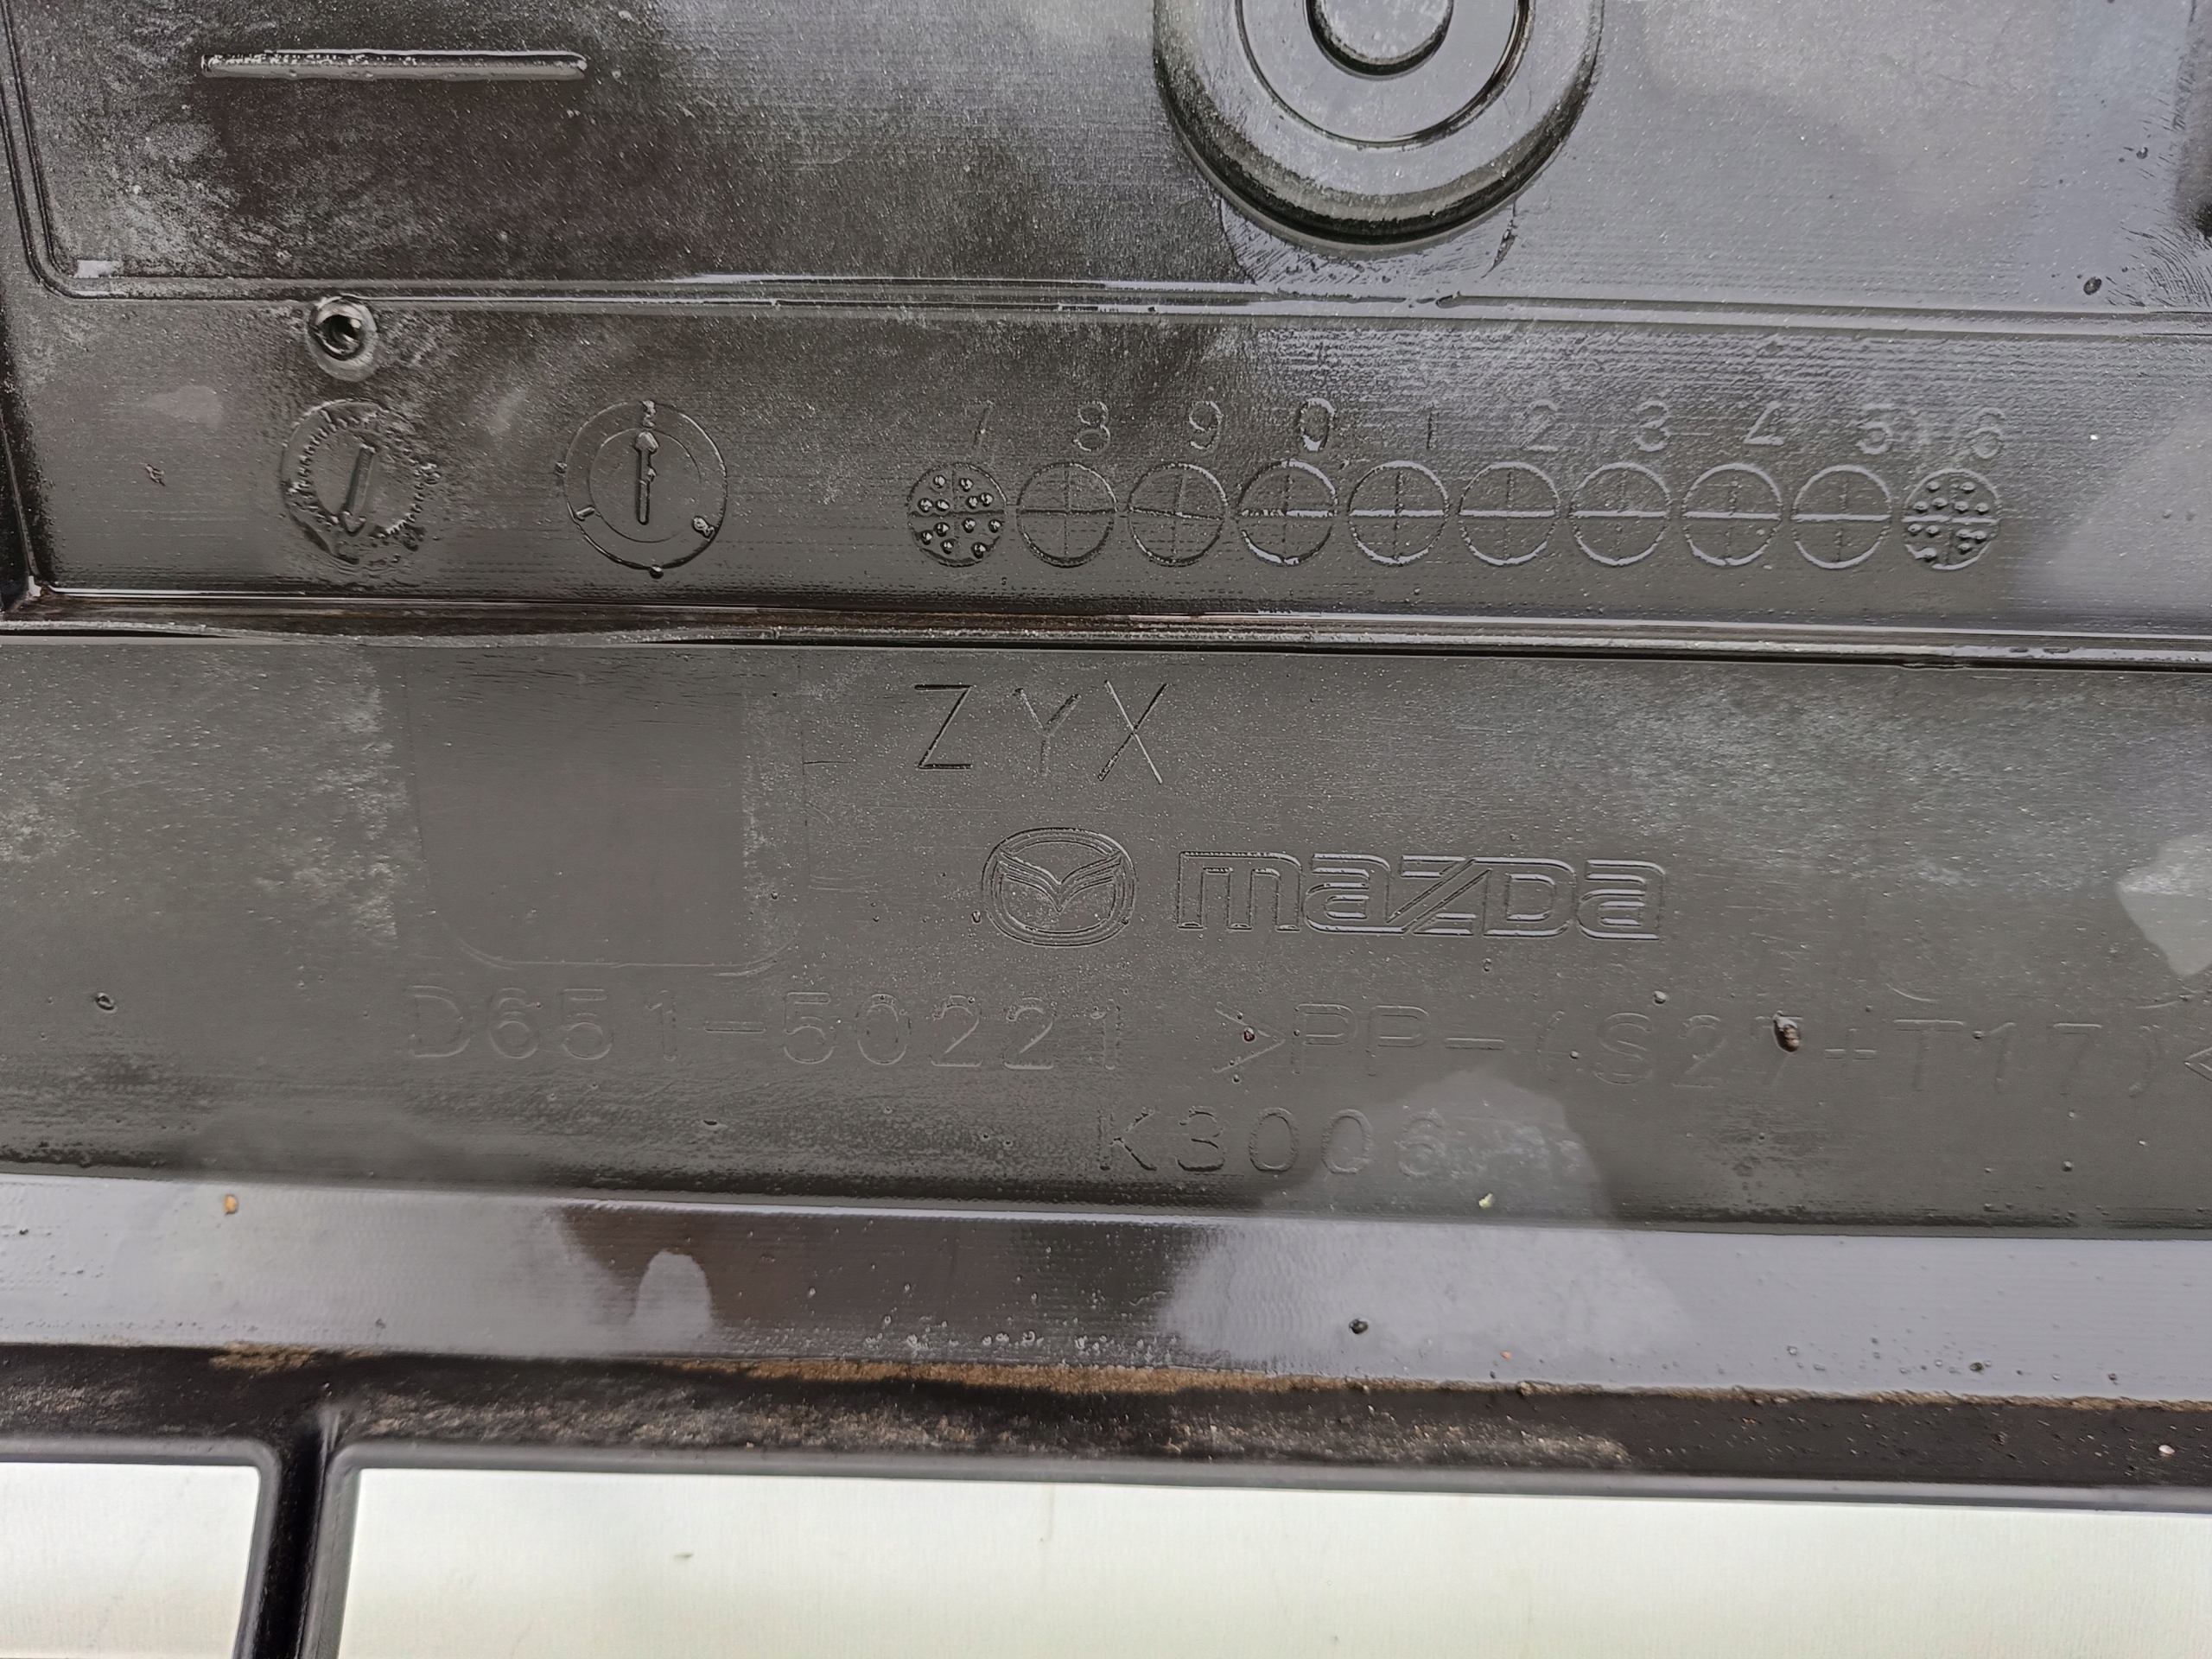 7 8 9 0 1 2 3 4 5 6
ZYX
mazda
D651-50221 >PP-(S27+T17)<
K3006